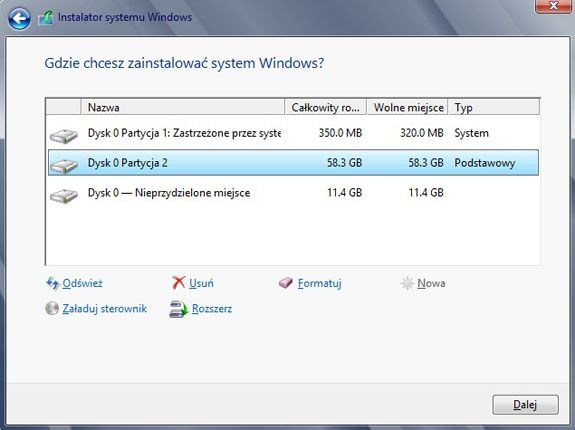 Instalator systemu Windows
Gdzie chcesz zainstalować system Windows?
Nazwa Całkowity ro... Wolne miejsce Typ
Dysk 0 Partycja 1: Zastrzeżone przez syste 350.0 MB 320.0 MB System
Dysk 0 Partycja 2 58.3 GB 58.3 GB Podstawowy
Dysk 0 — Nieprzydzielone miejsce 11.4 GB 11.4 GB
Odśwież Usuń Formatuj Nowa
Załaduj sterownik Rozszerz
Dalej